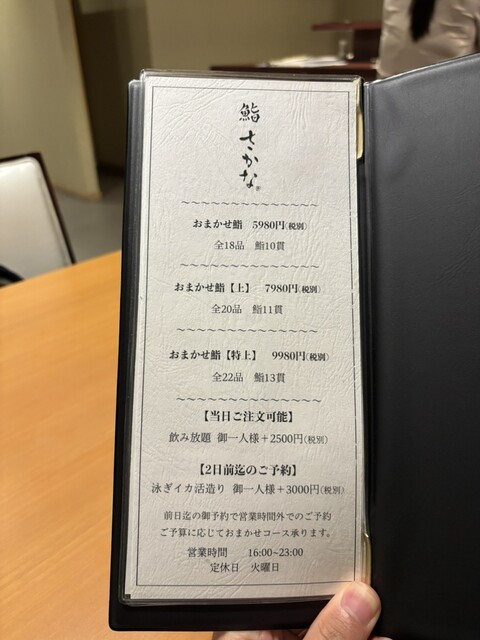 鮨
さかな
おまかせ鮨　5980円(税別)
全18品　鮨10貫
おまかせ鮨【上】　7980円(税別)
全20品　鮨11貫
おまかせ鮨【特上】　9980円(税別)
全22品　鮨13貫
【当日ご注文可能】
飲み放題 御一人様＋2500円(税別)
【2日前迄のご予約】
泳ぎイカ活造り 御一人様＋3000円(税別)
前日迄の御予約で営業時間外でのご予約
ご予算に応じておまかせコース承ります。
営業時間　16:00~23:00
定休日　火曜日